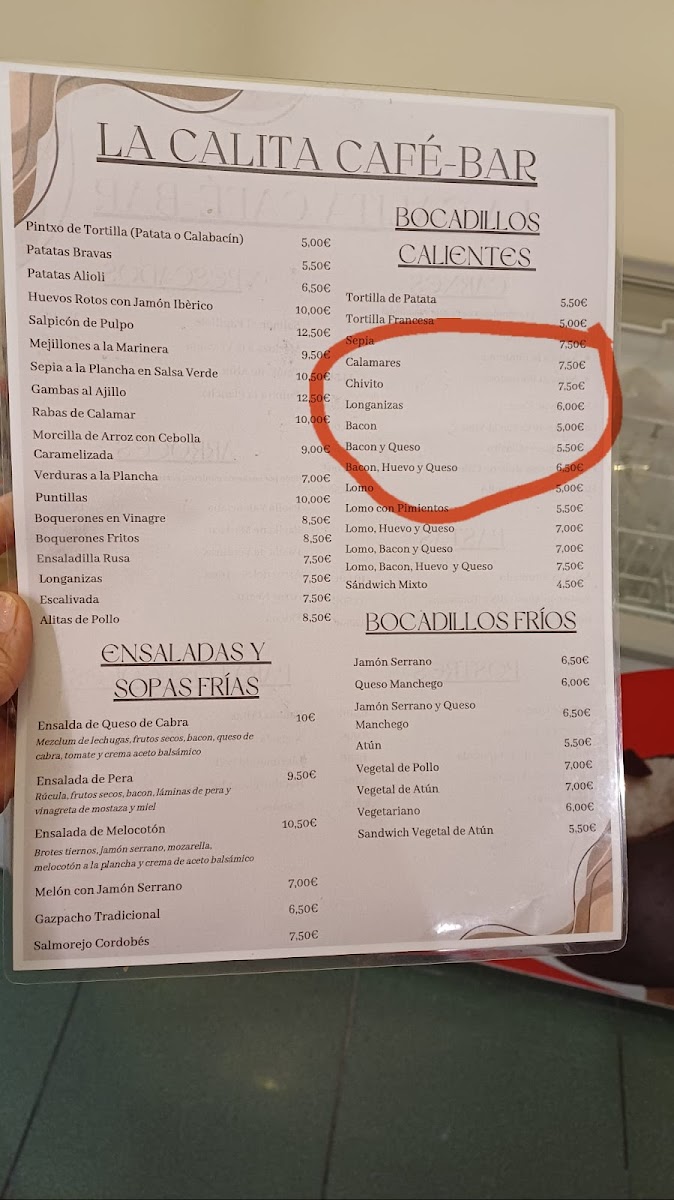 LA CALITA CAFÉ-BAR
Pintxo de Tortilla (Patata o Calabacín) 5,00€
Patatas Bravas 5,50€
Patatas Alioli 6,50€
Huevos Rotos con Jamón Ibèrico 10,00€
Salpicón de Pulpo 12,50€
Mejillones a la Marinera 9,50€
Sepia a la Plancha en Salsa Verde 10,50€
Gambas al Ajillo 12,50€
Rabas de Calamar 10,00€
Morcilla de Arroz con Cebolla
Caramelizada 9,00€
Verduras a la Plancha 7,00€
Puntillas 10,00€
Boquerones en Vinagre 8,50€
Boquerones Fritos 8,50€
Ensaladilla Rusa 7,50€
Longanizas 7,50€
Escalivada 7,50€
Alitas de Pollo 8,50€
ENSALADAS Y
SOPAS FRÍAS
Ensalda de Queso de Cabra 10€
Mezclum de lechugas, frutos secos, bacon, queso de
cabra, tomate y crema aceto balsámico
Ensalada de Pera 9,50€
Rúcula, frutos secos, bacon, láminas de pera y
vinagreta de mostaza y miel
Ensalada de Melocotón 10,50€
Brotes tiernos, jamón serrano, mozarella,
melocotón a la plancha y crema de aceto balsámico
Melón con Jamón Serrano 7,00€
Gazpacho Tradicional 6,50€
Salmorejo Cordobés 7,50€
BOCADILLOS
CALIENTES
Tortilla de Patata 5,50€
Tortilla Francesa 5,00€
Sepia 7,50€
Calamares 7,50€
Chivito 7,50€
Longanizas 6,00€
Bacon 5,00€
Bacon y Queso 5,50€
Bacon, Huevo y Queso 6,50€
Lomo 5,00€
Lomo con Pimientos 5,50€
Lomo, Huevo y Queso 7,00€
Lomo, Bacon y Queso 7,00€
Lomo, Bacon, Huevo y Queso 7,50€
Sándwich Mixto 4,50€
BOCADILLOS FRÍOS
Jamón Serrano 6,50€
Queso Manchego 6,00€
Jamón Serrano y Queso
Manchego 6,50€
Atún 5,50€
Vegetal de Pollo 7,00€
Vegetal de Atún 7,00€
Vegetariano 6,00€
Sandwich Vegetal de Atún 5,50€